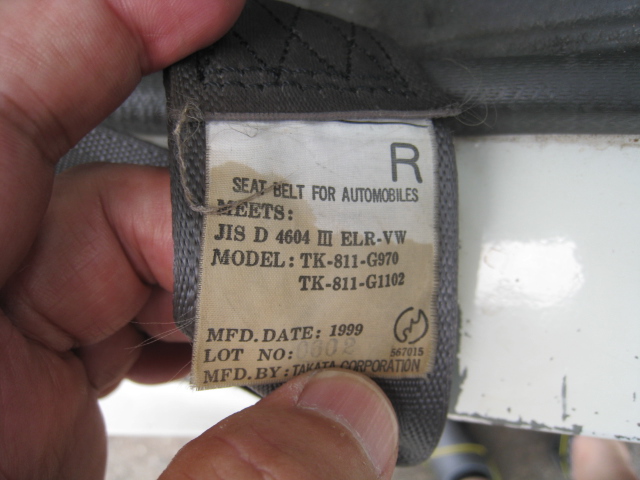 R
SEAT BELT FOR AUTOMOBILES
MEETS:
JIS D 4604 III ELR-VW
MODEL: TK-811-G970
TK-811-G1102
MFD. DATE: 1999
LOT NO: 0602
567015
MFD. BY: TAKATA CORPORATION